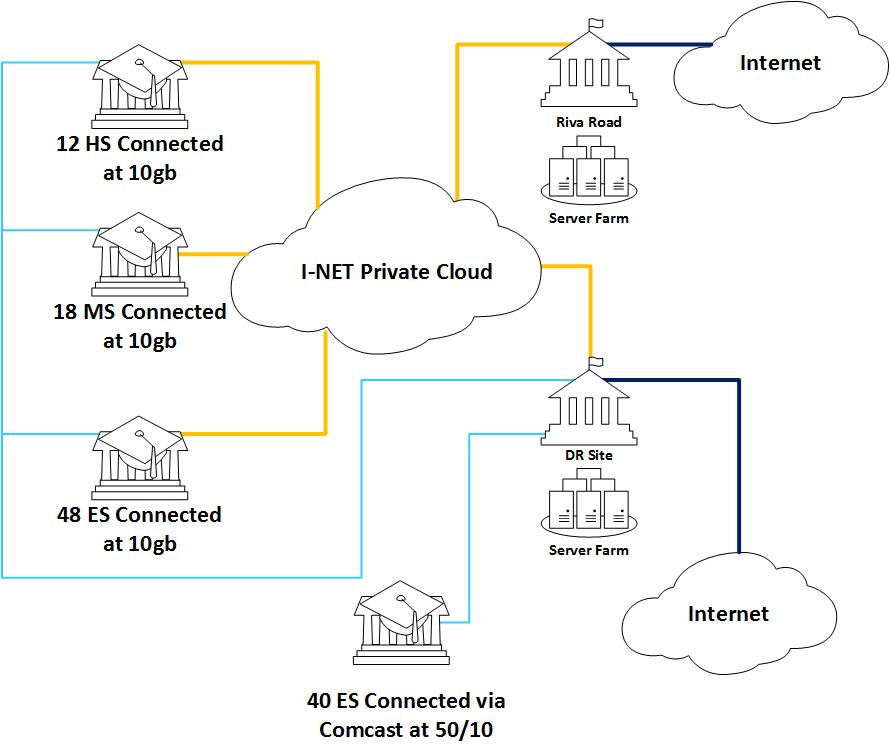 Internet
Riva Road
Server Farm
12 HS Connected
at 10gb
I-NET Private Cloud
18 MS Connected
at 10gb
DR Site
Server Farm
48 ES Connected
at 10gb
Internet
40 ES Connected via
Comcast at 50/10